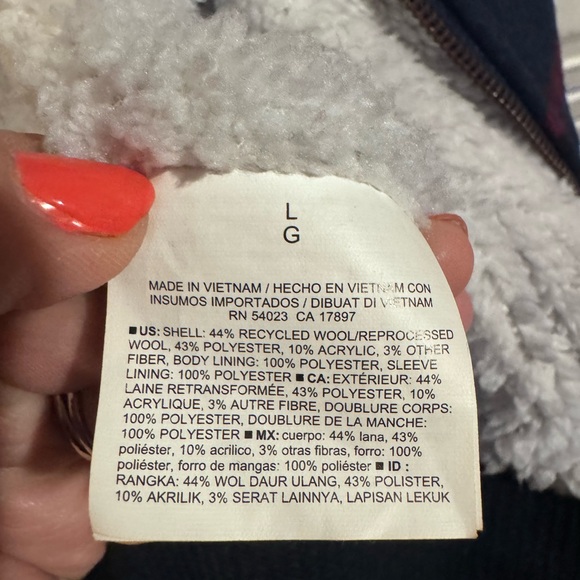 L
G
MADE IN VIETNAM / HECHO EN VIETNAM CON
INSUMOS IMPORTADOS / DIBUAT DI VIETNAM
RN 54023 CA 17897
■US: SHELL: 44% RECYCLED WOOL/REPROCESSED
WOOL, 43% POLYESTER, 10% ACRYLIC, 3% OTHER
FIBER, BODY LINING: 100% POLYESTER, SLEEVE
LINING: 100% POLYESTER ■CA: EXTÉRIEUR: 44%
LAINE RETRANSFORMÉE, 43% POLYESTER, 10%
ACRYLIQUE, 3% AUTRE FIBRE, DOUBLURE CORPS:
100% POLYESTER, DOUBLURE DE LA MANCHE:
100% POLYESTER ■MX: cuerpo: 44% lana, 43%
poliéster, 10% acrilico, 3% otras fibras, forro: 100%
poliéster, forro de mangas: 100% poliéster ■ID :
RANGKA: 44% WOL DAUR ULANG, 43% POLISTER,
10% AKRILIK, 3% SERAT LAINNYA, LAPISAN LEKUK